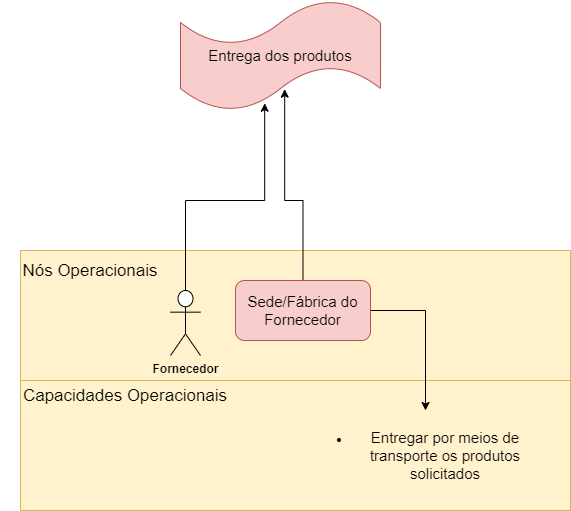 Entrega dos produtos
Nós Operacionais
Sede/Fábrica do
Fornecedor
Fornecedor
Capacidades Operacionais
• Entregar por meios de
transporte os produtos
solicitados